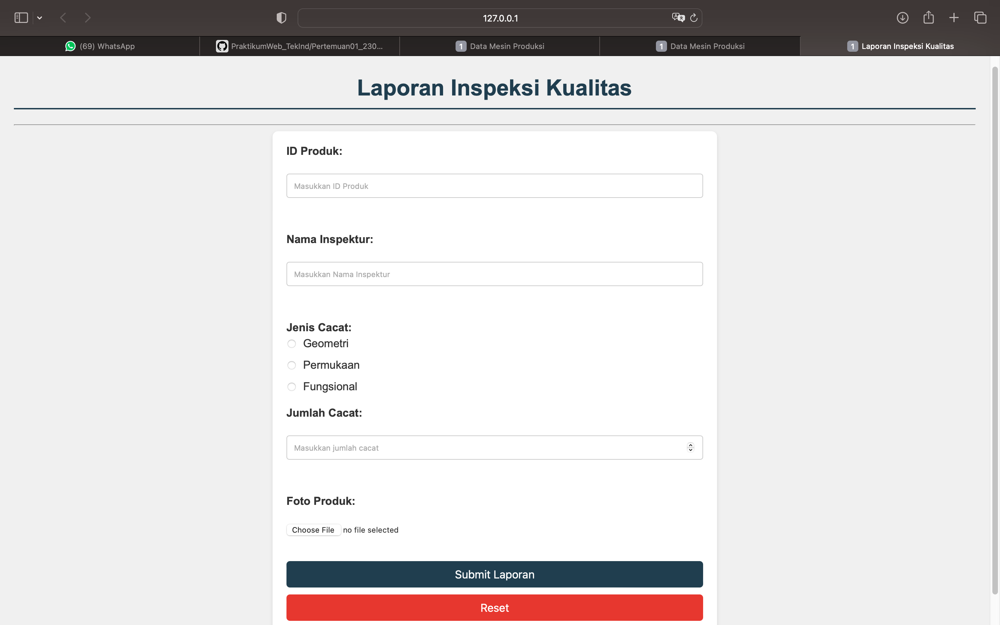 127.0.0.1
(69) WhatsApp
PraktikumWeb_TekInd/Pertemuan01_230...
1 Data Mesin Produksi
1 Data Mesin Produksi
1 Laporan Inspeksi Kualitas
Laporan Inspeksi Kualitas
ID Produk:
Masukkan ID Produk
Nama Inspektur:
Masukkan Nama Inspektur
Jenis Cacat:
Geometri
Permukaan
Fungsional
Jumlah Cacat:
Masukkan jumlah cacat
Foto Produk:
Choose File no file selected
Submit Laporan
Reset